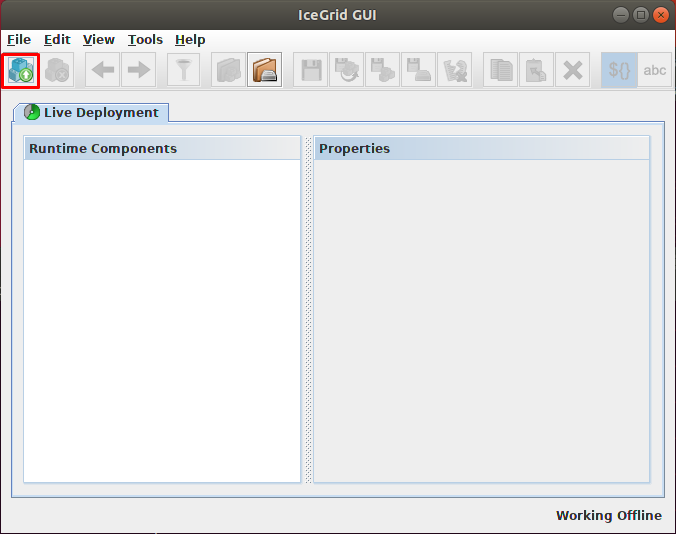 IceGrid GUI
File Edit View Tools Help
${} abc
Live Deployment
Runtime Components
Properties
Working Offline